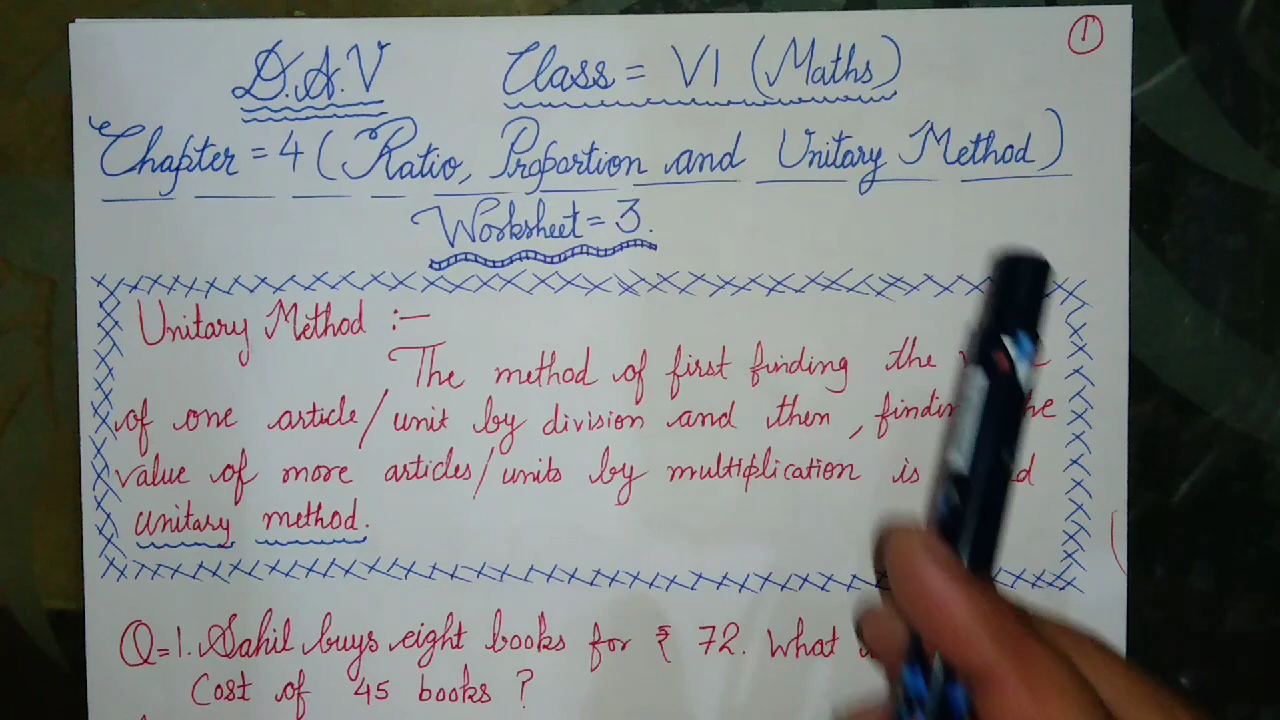 1
D.A.V Class = VI (Maths)
Chapter = 4 (Ratio, Proportion and Unitary Method)
Worksheet = 3.
Unitary Method :-
The method of first finding the
of one article/unit by division and then, finding
value of more articles/units by multiplication is
unitary method.
Q=1. Sahil buys eight books for ₹ 72. What
Cost of 45 books ?